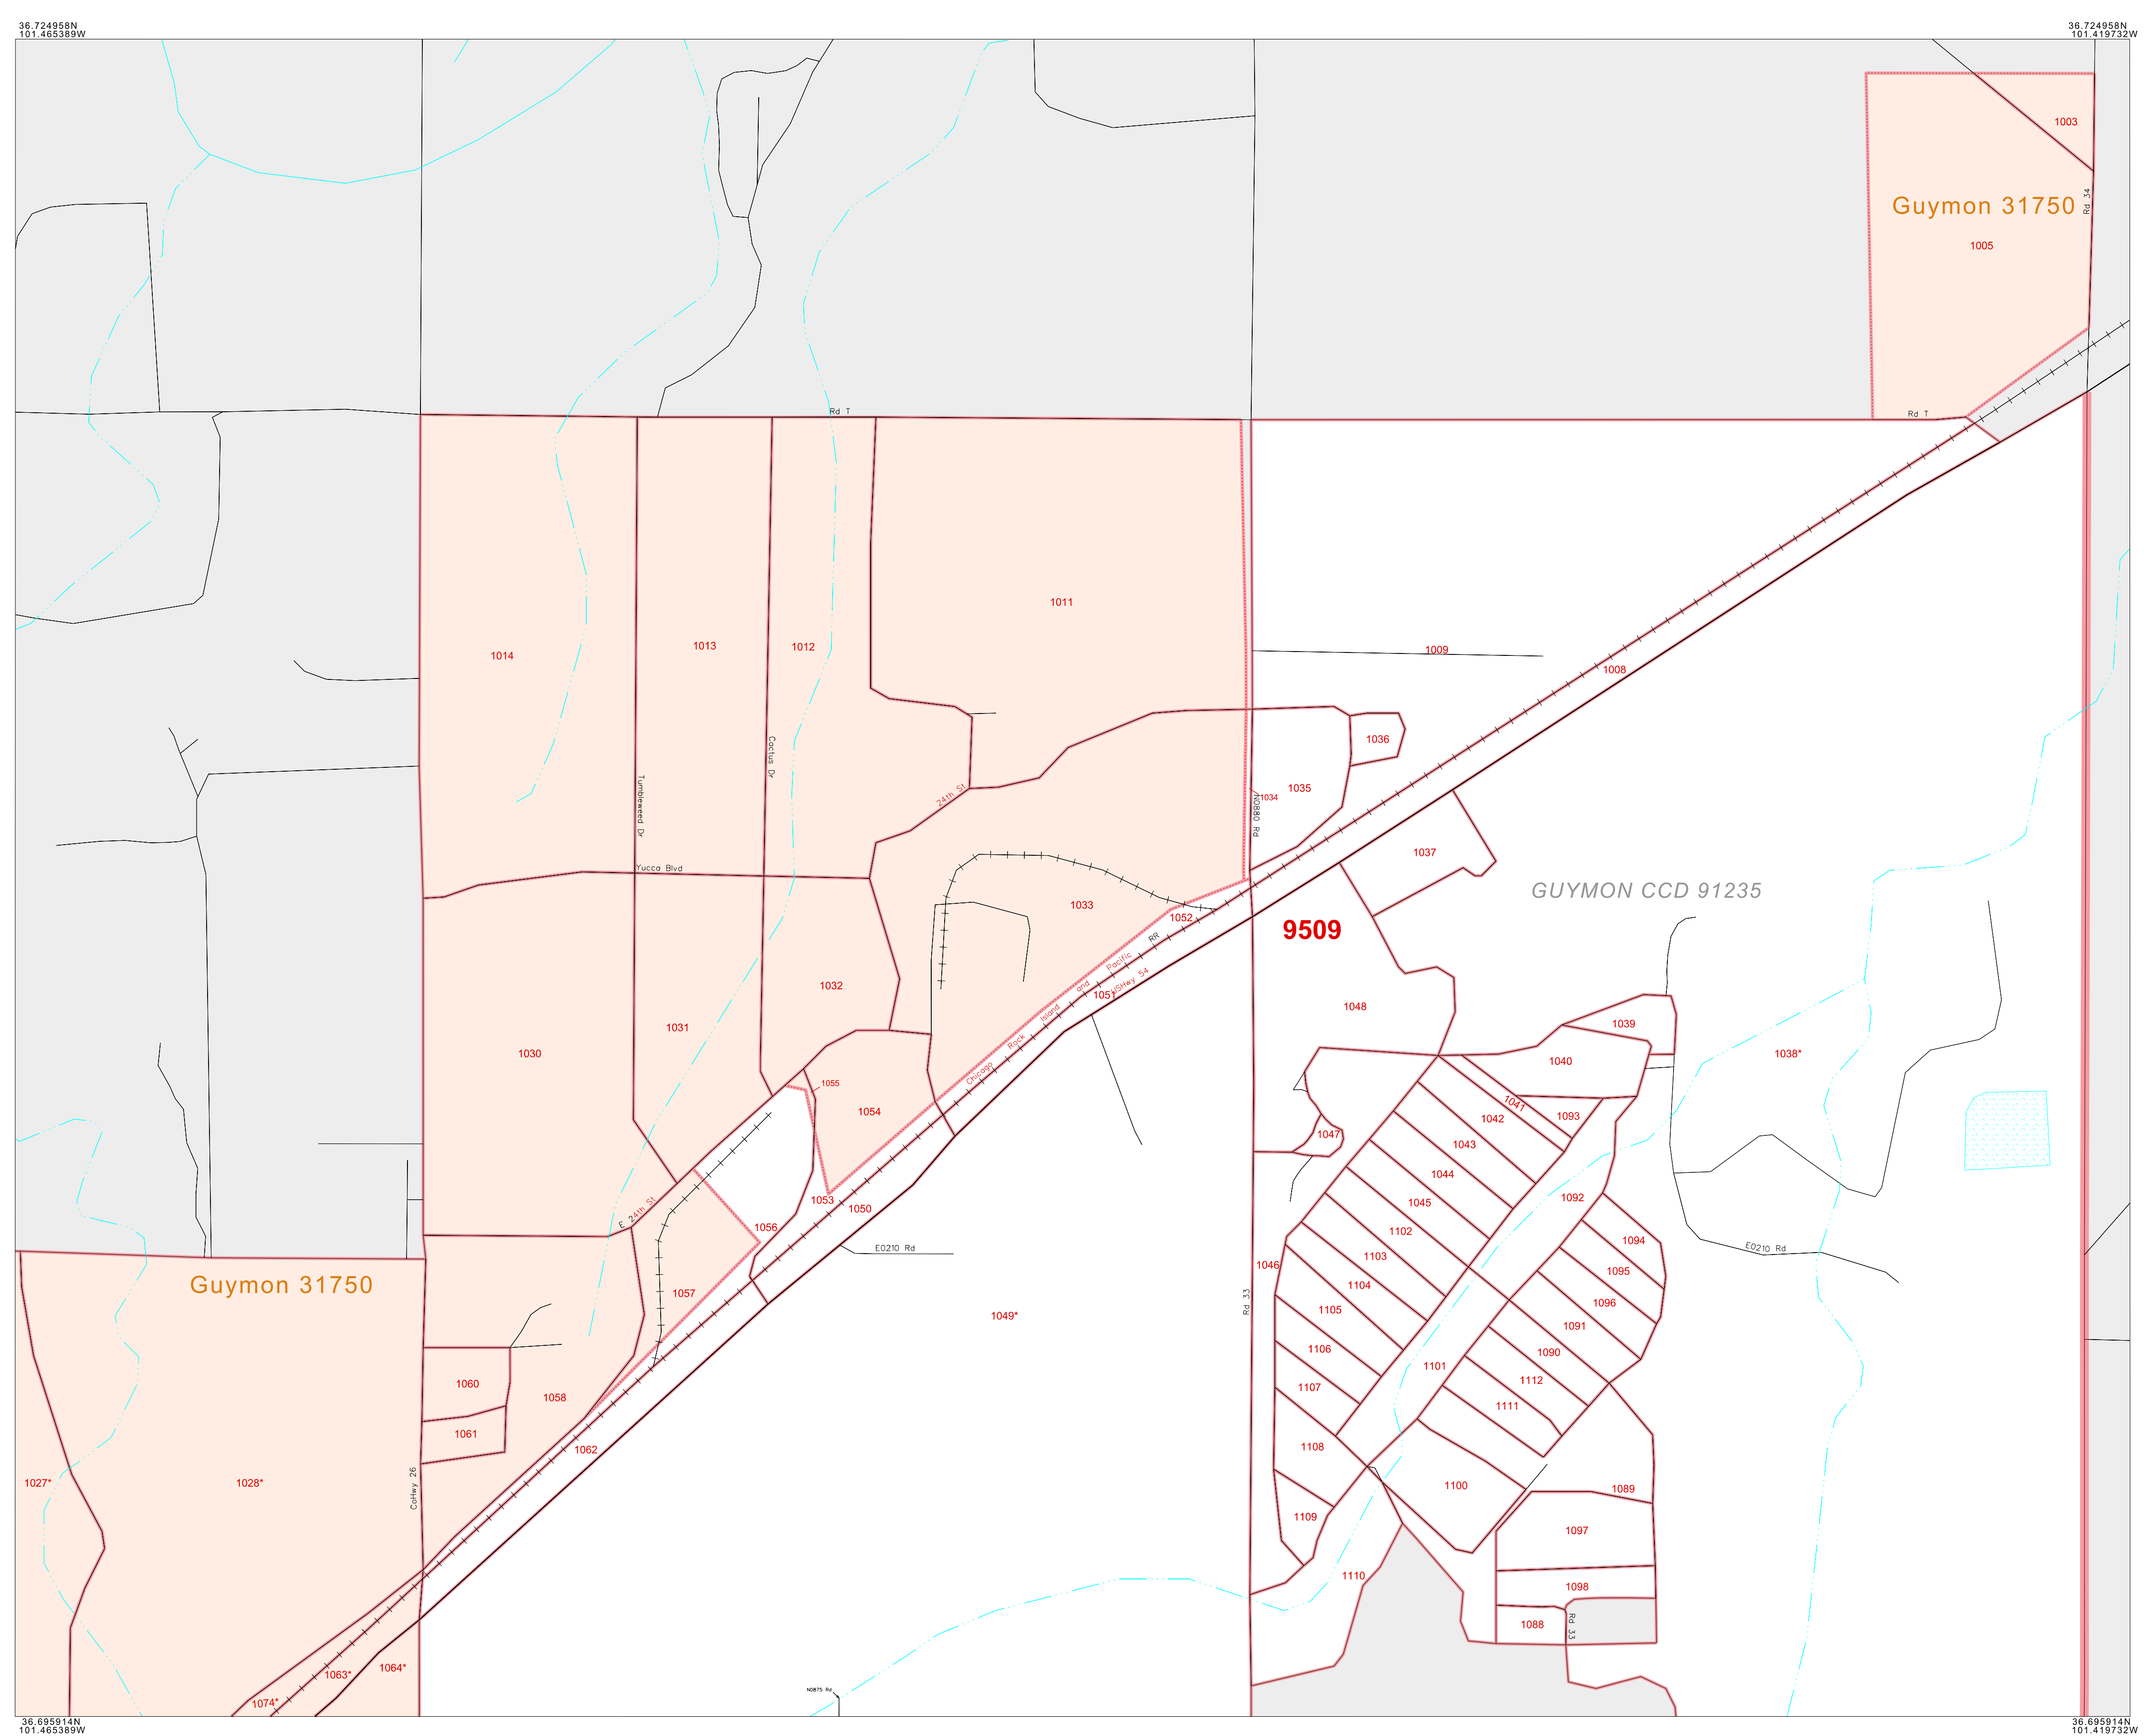 36.724958N
101.465389W
36.724958N
101.419732W
1003
Rd 34
Guymon 31750
1005
Rd T
Rd T
1011
1014
1013
1012
1009
1008
Cactus Dr
Tumbleweed Dr
24th St
1036
1035
1034
N0880 Rd
1037
Yucca Blvd
GUYMON CCD 91235
9509
1033
1052
Chicago Rock Island and Pacific RR
USHwy 54
1051
1032
1031
1030
1048
1039
1040
1038*
1055
1054
1041
1042
1093
1043
1047
1044
1045
1092
1053
1050
E 24th St
1056
1102
1094
E0210 Rd
E0210 Rd
1103
1046
1095
1104
1096
Guymon 31750
1057
Rd 33
1049*
1105
1091
1106
1090
1101
1060
1058
1107
1112
1111
1061
1062
1108
1027*
1028*
CoHwy 26
1100
1089
1109
1097
1110
1098
1088
Rd 33
1064*
1063*
1074*
N0875 Rd
36.695914N
101.465389W
36.695914N
101.419732W